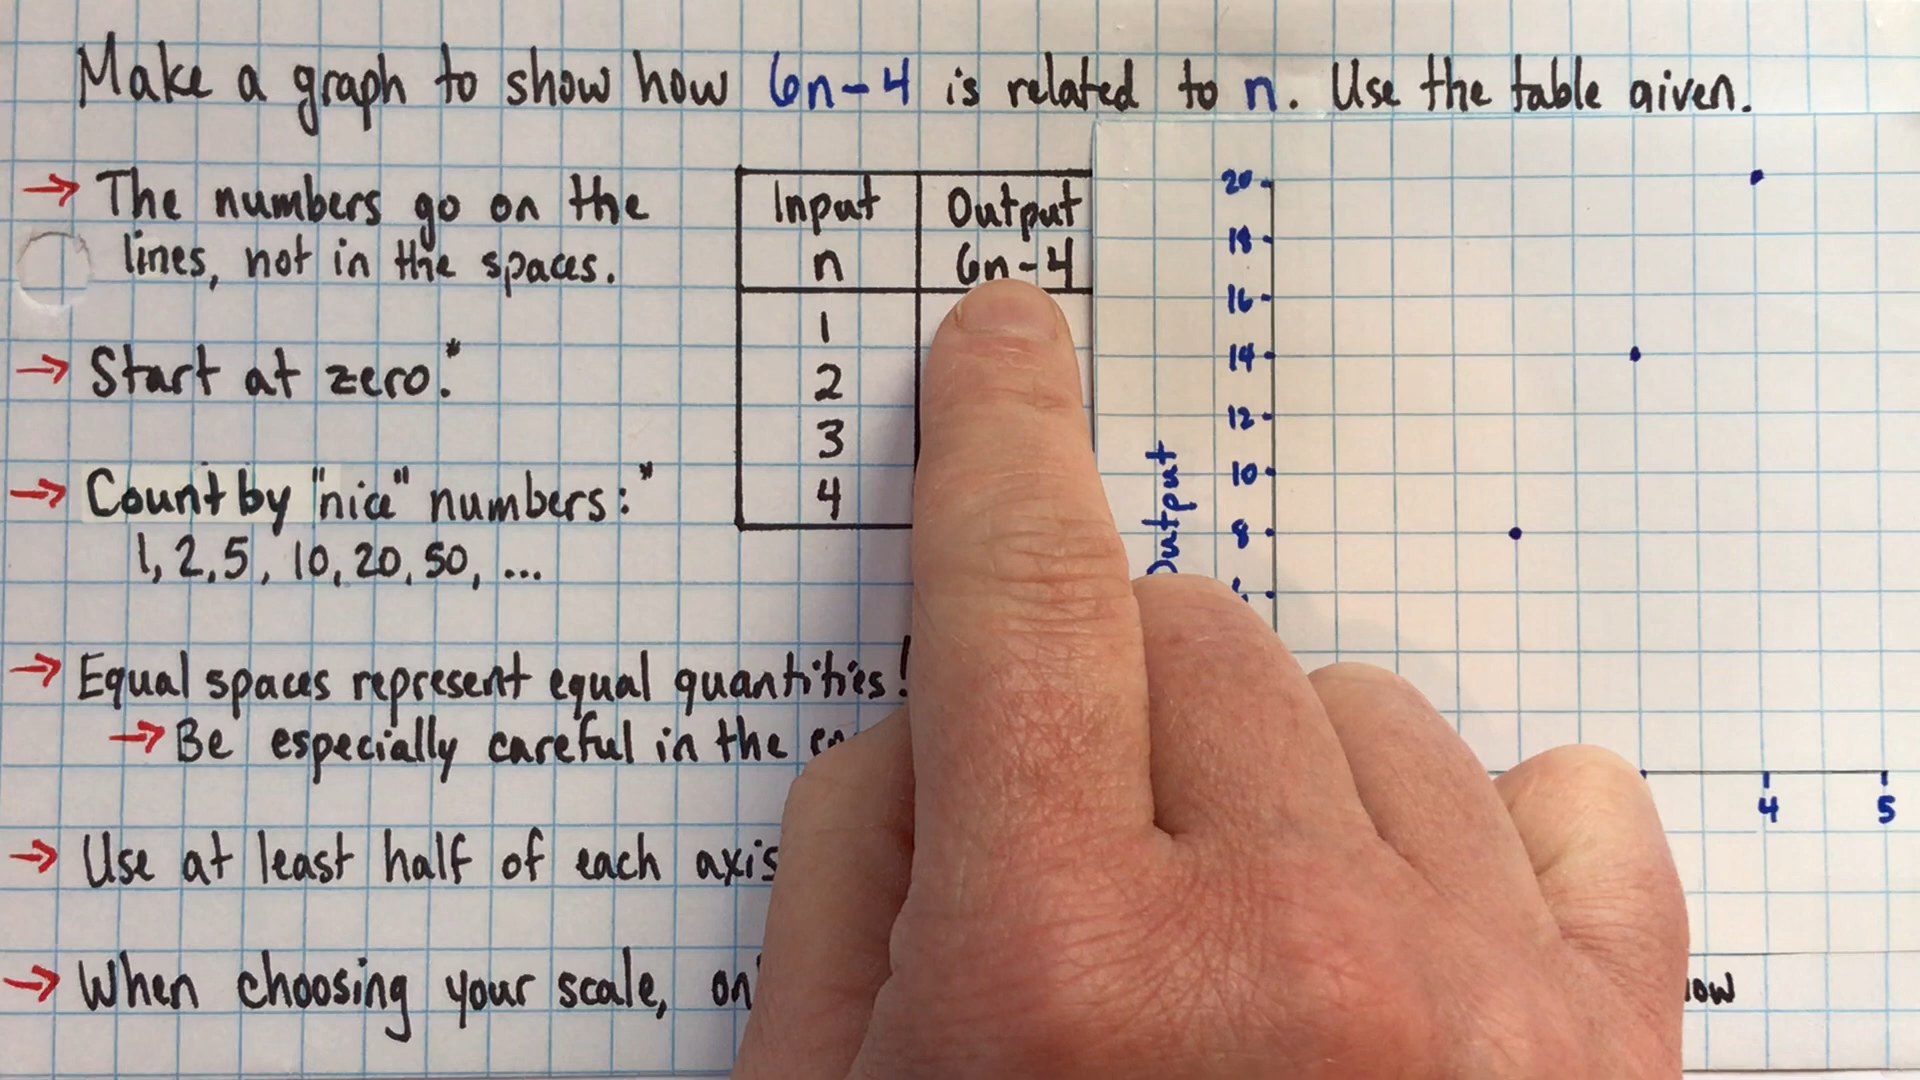 Make a graph to show how 6n-4 is related to n. Use the table given.
→ The numbers go on the
lines, not in the spaces.
→ Start at zero.*
→ Count by "nice" numbers:*
1, 2, 5, 10, 20, 50, ...
→ Equal spaces represent equal quantities!
→ Be especially careful in the
→ Use at least half of each axis
→ When choosing your scale,
Input
n
Output
6n-4
1
2
3
4
Output
20
18
16
14
12
10
8
4
5